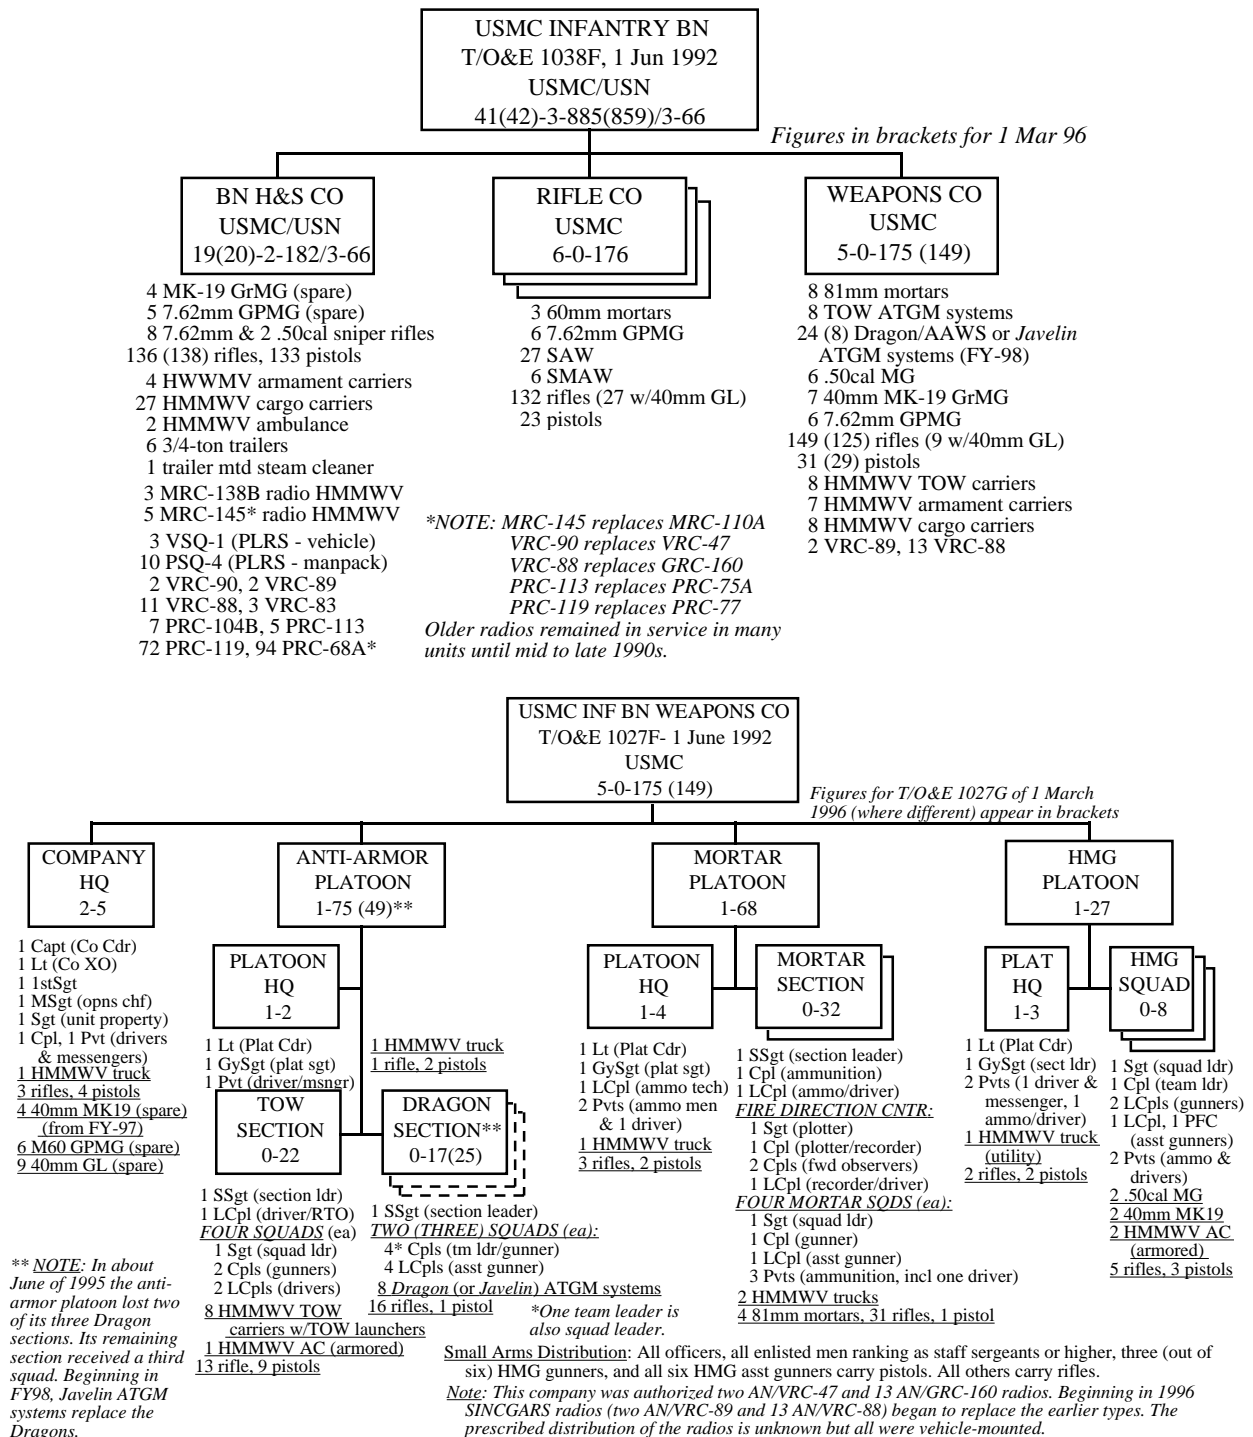 USMC INFANTRY BN
T/O&E 1038F, 1 Jun 1992
USMC/USN
41(42)-3-885(859)/3-66
Figures in brackets for 1 Mar 96
BN H&S CO
USMC/USN
19(20)-2-182/3-66
4 MK-19 GrMG (spare)
5 7.62mm GPMG (spare)
8 7.62mm & 2 .50cal sniper rifles
136 (138) rifles, 133 pistols
4 HWWMV armament carriers
27 HMMWV cargo carriers
2 HMMWV ambulance
6 3/4-ton trailers
1 trailer mtd steam cleaner
3 MRC-138B radio HMMWV
5 MRC-145* radio HMMWV
3 VSQ-1 (PLRS - vehicle)
10 PSQ-4 (PLRS - manpack)
2 VRC-90, 2 VRC-89
11 VRC-88, 3 VRC-83
7 PRC-104B, 5 PRC-113
72 PRC-119, 94 PRC-68A*
RIFLE CO
USMC
6-0-176
3 60mm mortars
6 7.62mm GPMG
27 SAW
6 SMAW
132 rifles (27 w/40mm GL)
23 pistols
*NOTE: MRC-145 replaces MRC-110A
VRC-90 replaces VRC-47
VRC-88 replaces GRC-160
PRC-113 replaces PRC-75A
PRC-119 replaces PRC-77
Older radios remained in service in many
units until mid to late 1990s.
WEAPONS CO
USMC
5-0-175 (149)
8 81mm mortars
8 TOW ATGM systems
24 (8) Dragon/AAWS or Javelin
ATGM systems (FY-98)
6 .50cal MG
7 40mm MK-19 GrMG
6 7.62mm GPMG
149 (125) rifles (9 w/40mm GL)
31 (29) pistols
8 HMMWV TOW carriers
7 HMMWV armament carriers
8 HMMWV cargo carriers
2 VRC-89, 13 VRC-88
USMC INF BN WEAPONS CO
T/O&E 1027F- 1 June 1992
USMC
5-0-175 (149)
Figures for T/O&E 1027G of 1 March
1996 (where different) appear in brackets
COMPANY
HQ
2-5
1 Capt (Co Cdr)
1 Lt (Co XO)
1 1stSgt
1 MSgt (opns chf)
1 Sgt (unit property)
1 Cpl, 1 Pvt (drivers
& messengers)
1 HMMWV truck
3 rifles, 4 pistols
4 40mm MK19 (spare)
(from FY-97)
6 M60 GPMG (spare)
9 40mm GL (spare)
ANTI-ARMOR
PLATOON
1-75 (49)**
PLATOON
HQ
1-2
1 Lt (Plat Cdr)
1 GySgt (plat sgt)
1 Pvt (driver/msngr)
1 HMMWV truck
1 rifle, 2 pistols
TOW
SECTION
0-22
1 SSgt (section ldr)
1 LCpl (driver/RTO)
FOUR SQUADS (ea)
1 Sgt (squad ldr)
2 Cpls (gunners)
2 LCpls (drivers)
8 HMMWV TOW
carriers w/TOW launchers
1 HMMWV AC (armored)
13 rifle, 9 pistols
DRAGON
SECTION**
0-17(25)
1 SSgt (section leader)
TWO (THREE) SQUADS (ea):
4* Cpls (tm ldr/gunner)
4 LCpls (asst gunner)
8 Dragon (or Javelin) ATGM systems
16 rifles, 1 pistol
*One team leader is
also squad leader.
MORTAR
PLATOON
1-68
PLATOON
HQ
1-4
1 Lt (Plat Cdr)
1 GySgt (plat sgt)
1 LCpl (ammo tech)
2 Pvts (ammo men
& 1 driver)
1 HMMWV truck
3 rifles, 2 pistols
MORTAR
SECTION
0-32
1 SSgt (section leader)
1 Cpl (ammunition)
1 LCpl (ammo/driver)
FIRE DIRECTION CNTR:
1 Sgt (plotter)
1 Cpl (plotter/recorder)
2 Cpls (fwd observers)
1 LCpl (recorder/driver)
FOUR MORTAR SQDS (ea):
1 Sgt (squad ldr)
1 Cpl (gunner)
1 LCpl (asst gunner)
3 Pvts (ammunition, incl one driver)
2 HMMWV trucks
4 81mm mortars, 31 rifles, 1 pistol
HMG
PLATOON
1-27
PLAT
HQ
1-3
1 Lt (Plat Cdr)
1 GySgt (sect ldr)
2 Pvts (1 driver &
messenger, 1
ammo/driver)
1 HMMWV truck
(utility)
2 rifles, 2 pistols
HMG
SQUAD
0-8
1 Sgt (squad ldr)
1 Cpl (team ldr)
2 LCpls (gunners)
1 LCpl, 1 PFC
(asst gunners)
2 Pvts (ammo &
drivers)
2 .50cal MG
2 40mm MK19
2 HMMWV AC
(armored)
5 rifles, 3 pistols
** NOTE: In about
June of 1995 the anti-
armor platoon lost two
of its three Dragon
sections. Its remaining
section received a third
squad. Beginning in
FY98, Javelin ATGM
systems replace the
Dragons.
Small Arms Distribution: All officers, all enlisted men ranking as staff sergeants or higher, three (out of
six) HMG gunners, and all six HMG asst gunners carry pistols. All others carry rifles.
Note: This company was authorized two AN/VRC-47 and 13 AN/GRC-160 radios. Beginning in 1996
SINCGARS radios (two AN/VRC-89 and 13 AN/VRC-88) began to replace the earlier types. The
prescribed distribution of the radios is unknown but all were vehicle-mounted.